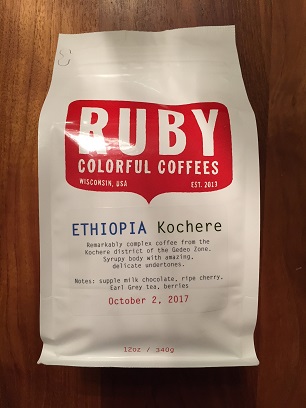 RUBY
COLORFUL COFFEES
WISCONSIN, USA EST. 2013
ETHIOPIA Kochere
Remarkably complex coffee from the
Kochere district of the Gedeo Zone.
Syrupy body with amazing,
delicate undertones.
Notes: supple milk chocolate, ripe cherry,
Earl Grey tea, berries
October 2, 2017
12oz / 340g